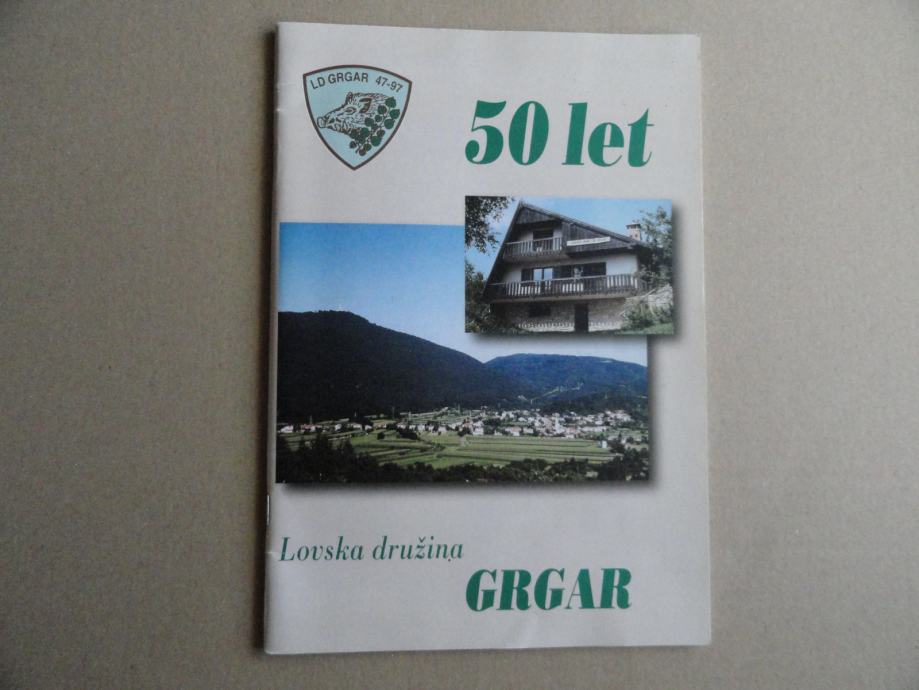 LD GRGAR 47-97
50 let
Lovska družina
GRGAR